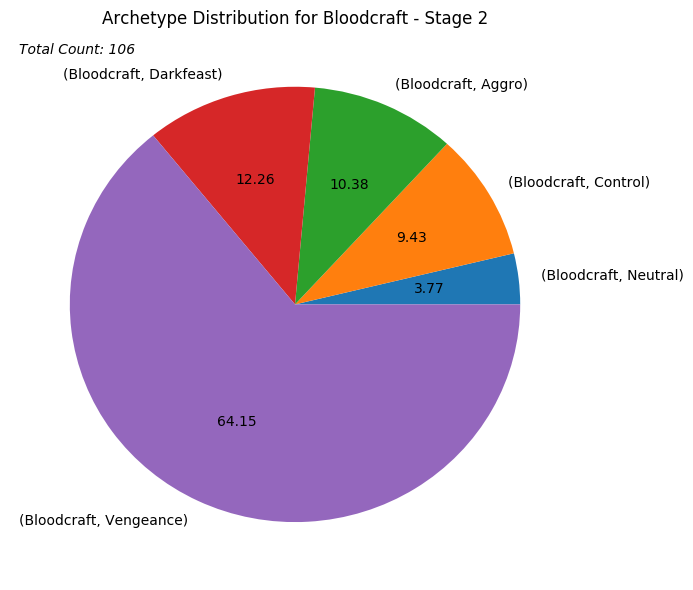 Archetype Distribution for Bloodcraft - Stage 2
Total Count: 106
(Bloodcraft, Darkfeast)
(Bloodcraft, Aggro)
12.26
10.38
(Bloodcraft, Control)
9.43
(Bloodcraft, Neutral)
3.77
64.15
(Bloodcraft, Vengeance)